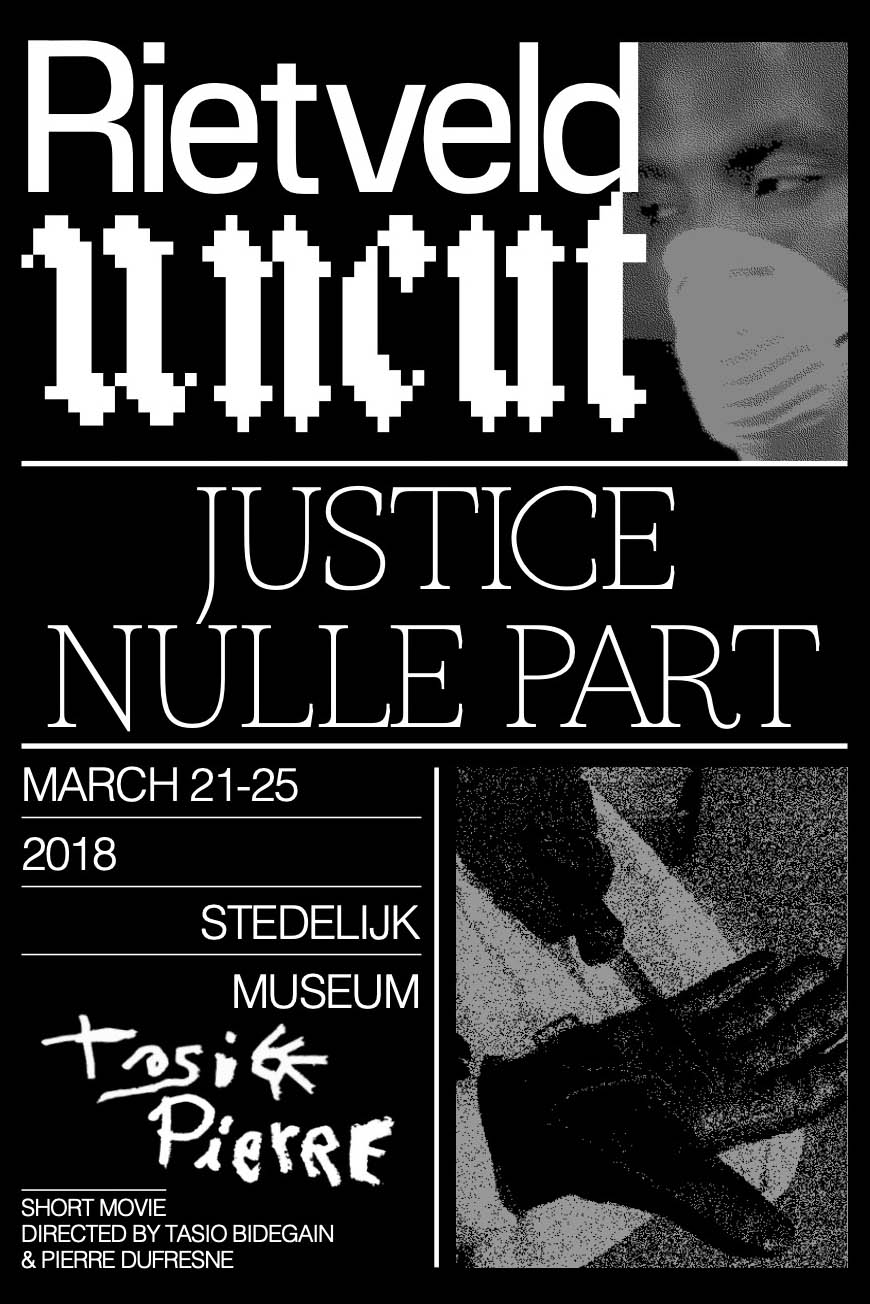 Rietveld
uncut
JUSTICE
NULLE PART
MARCH 21-25
2018
STEDELIJK
MUSEUM
Tasio
Pierre
SHORT MOVIE
DIRECTED BY TASIO BIDEGAIN
& PIERRE DUFRESNE